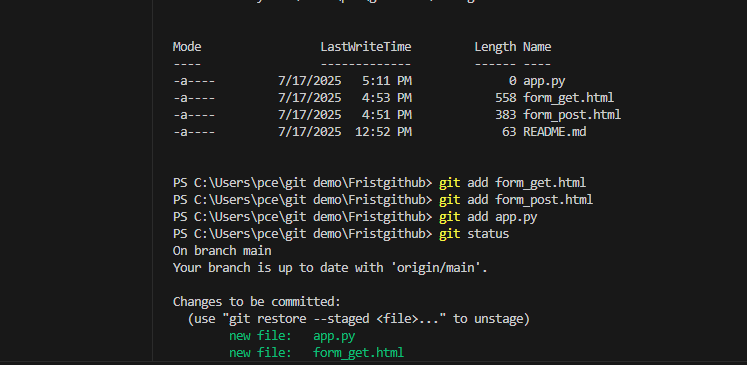 Mode                 LastWriteTime         Length Name
----                 -------------         ------ ----
-a----         7/17/2025   5:11 PM              0 app.py
-a----         7/17/2025   4:53 PM            558 form_get.html
-a----         7/17/2025   4:51 PM            383 form_post.html
-a----         7/17/2025  12:52 PM             63 README.md
PS C:\Users\pce\git demo\Fristgithub> git add form_get.html
PS C:\Users\pce\git demo\Fristgithub> git add form_post.html
PS C:\Users\pce\git demo\Fristgithub> git add app.py
PS C:\Users\pce\git demo\Fristgithub> git status
On branch main
Your branch is up to date with 'origin/main'.
Changes to be committed:
  (use "git restore --staged <file>..." to unstage)
        new file:   app.py
        new file:   form_get.html